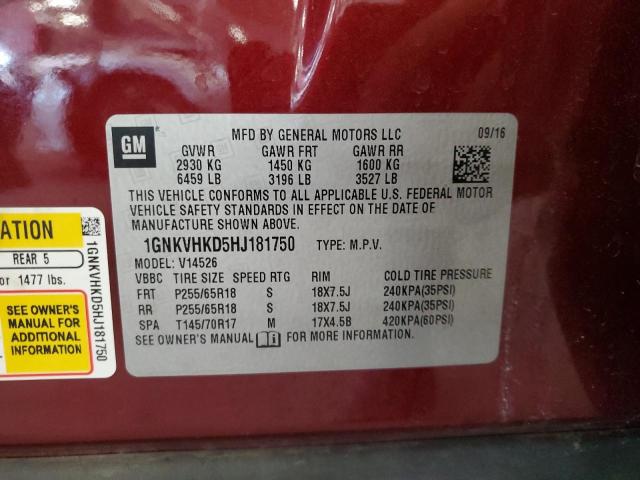 GM
MFD BY GENERAL MOTORS LLC 09/16
GVWR GAWR FRT GAWR RR
2930 KG 1450 KG 1600 KG
6459 LB 3196 LB 3527 LB
THIS VEHICLE CONFORMS TO ALL APPLICABLE U.S. FEDERAL MOTOR
VEHICLE SAFETY STANDARDS IN EFFECT ON THE DATE OF
MANUFACTURE SHOWN ABOVE.
1GNKVHKD5HJ181750 TYPE: M.P.V.
MODEL: V14526
VBBC TIRE SIZE SPEED RTG RIM COLD TIRE PRESSURE
FRT P255/65R18 S 18X7.5J 240KPA(35PSI)
RR P255/65R18 S 18X7.5J 240KPA(35PSI)
SPA T145/70R17 M 17X4.5B 420KPA(60PSI)
SEE OWNER'S MANUAL FOR MORE INFORMATION.
ATION
REAR 5
r 1477 lbs.
SEE OWNER'S
MANUAL FOR
ADDITIONAL
INFORMATION
1GNKVHKD5HJ181750